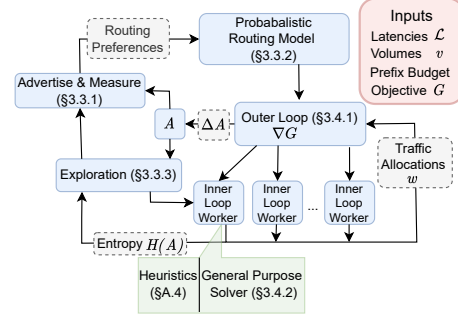 Routing
Preferences
Probabalistic
Routing Model
(§3.3.2)
Inputs
Latencies ℒ
Volumes v
Prefix Budget
Objective G
Advertise & Measure
(§3.3.1)
A
ΔA
Outer Loop (§3.4.1)
∇G
Traffic
Allocations
w
Exploration (§3.3.3)
Inner
Loop
Worker
Inner
Loop
Worker
...
Inner
Loop
Worker
Entropy H(A)
Heuristics
(§A.4)
General Purpose
Solver (§3.4.2)